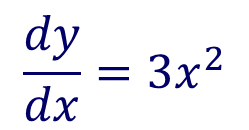 dy/dx = 3x²